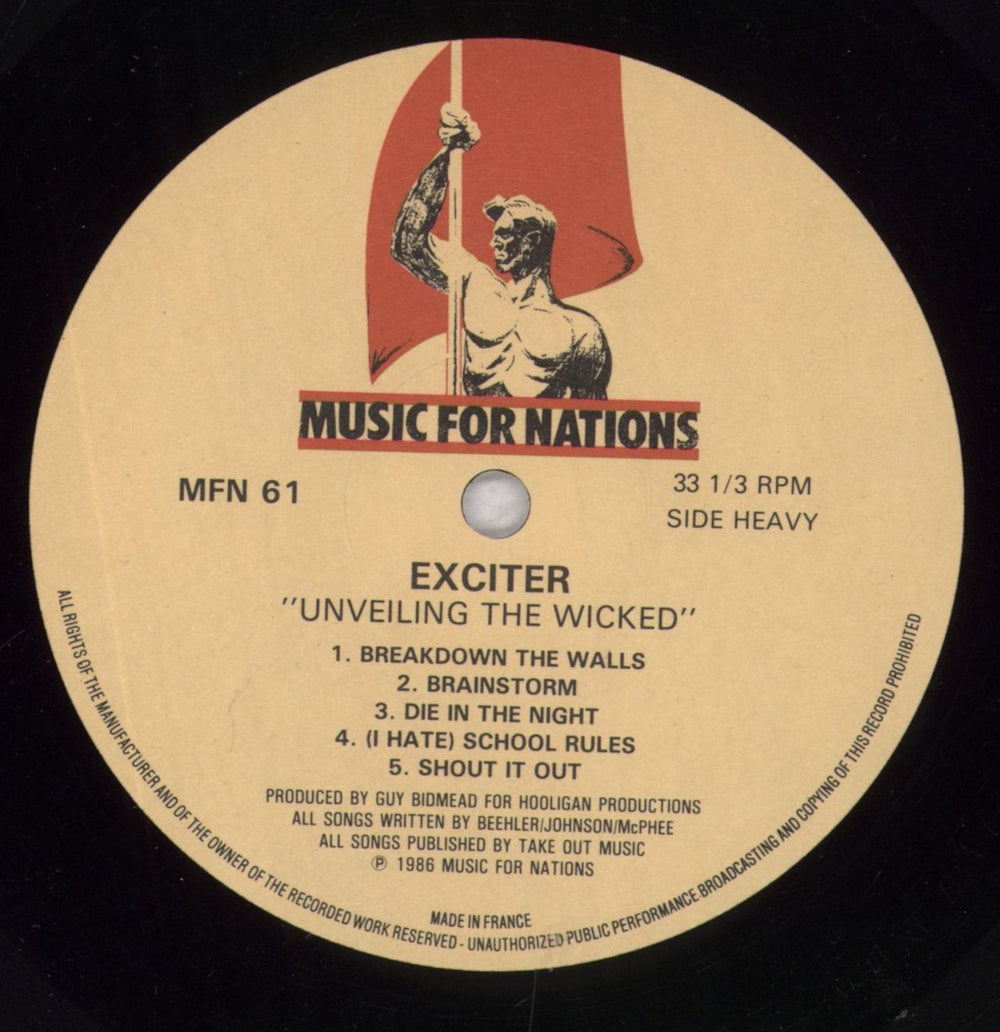 MUSIC FOR NATIONS
MFN 61
33 1/3 RPM
SIDE HEAVY
EXCITER
"UNVEILING THE WICKED"
1. BREAKDOWN THE WALLS
2. BRAINSTORM
3. DIE IN THE NIGHT
4. (I HATE) SCHOOL RULES
5. SHOUT IT OUT
PRODUCED BY GUY BIDMEAD FOR HOOLIGAN PRODUCTIONS
ALL SONGS WRITTEN BY BEEHLER/JOHNSON/McPHEE
ALL SONGS PUBLISHED BY TAKE OUT MUSIC
℗ 1986 MUSIC FOR NATIONS
MADE IN FRANCE
ALL RIGHTS OF THE MANUFACTURER AND OF THE OWNER OF THE RECORDED WORK RESERVED - UNAUTHORIZED PUBLIC PERFORMANCE BROADCASTING AND COPYING OF THIS RECORD PROHIBITED